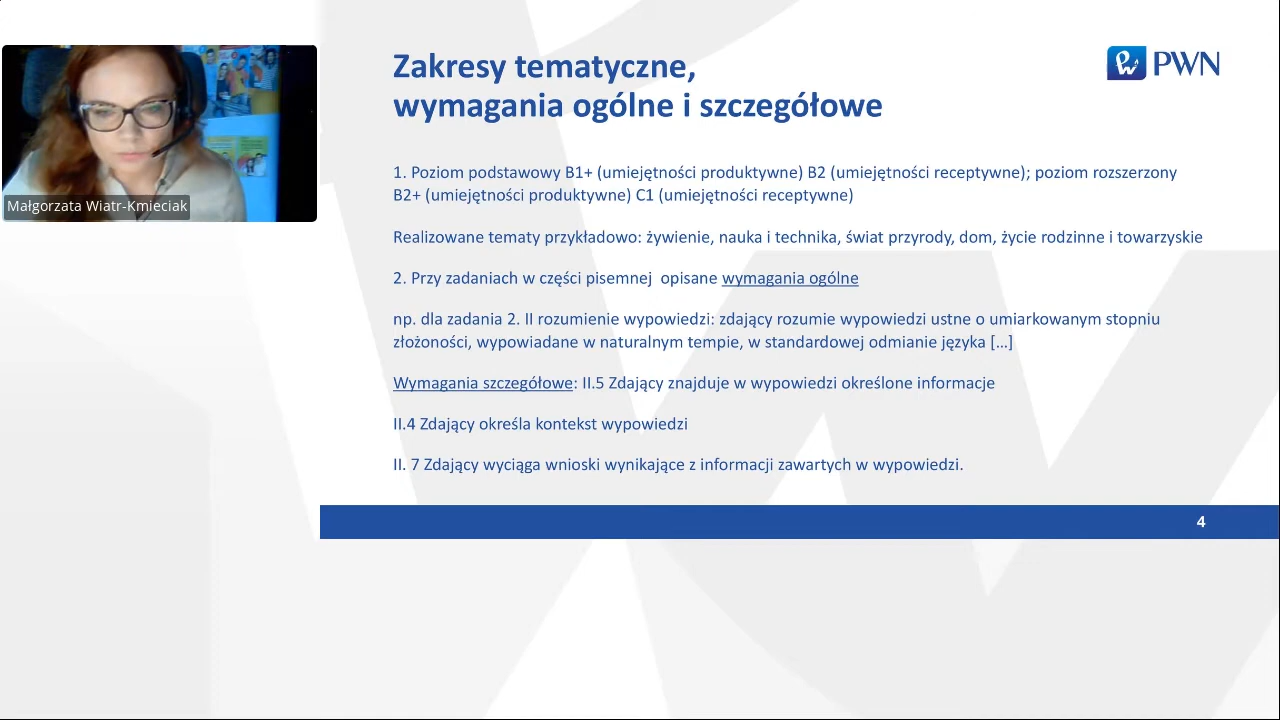 Zakresy tematyczne,
wymagania ogólne i szczegółowe
PWN
Małgorzata Wiatr-Kmieciak
1. Poziom podstawowy B1+ (umiejętności produktywne) B2 (umiejętności receptywne); poziom rozszerzony
B2+ (umiejętności produktywne) C1 (umiejętności receptywne)
Realizowane tematy przykładowo: żywienie, nauka i technika, świat przyrody, dom, życie rodzinne i towarzyskie
2. Przy zadaniach w części pisemnej  opisane wymagania ogólne
np. dla zadania 2. II rozumienie wypowiedzi: zdający rozumie wypowiedzi ustne o umiarkowanym stopniu
złożoności, wypowiadane w naturalnym tempie, w standardowej odmianie języka [...]
Wymagania szczegółowe: II.5 Zdający znajduje w wypowiedzi określone informacje
II.4 Zdający określa kontekst wypowiedzi
II. 7 Zdający wyciąga wnioski wynikające z informacji zawartych w wypowiedzi.
4